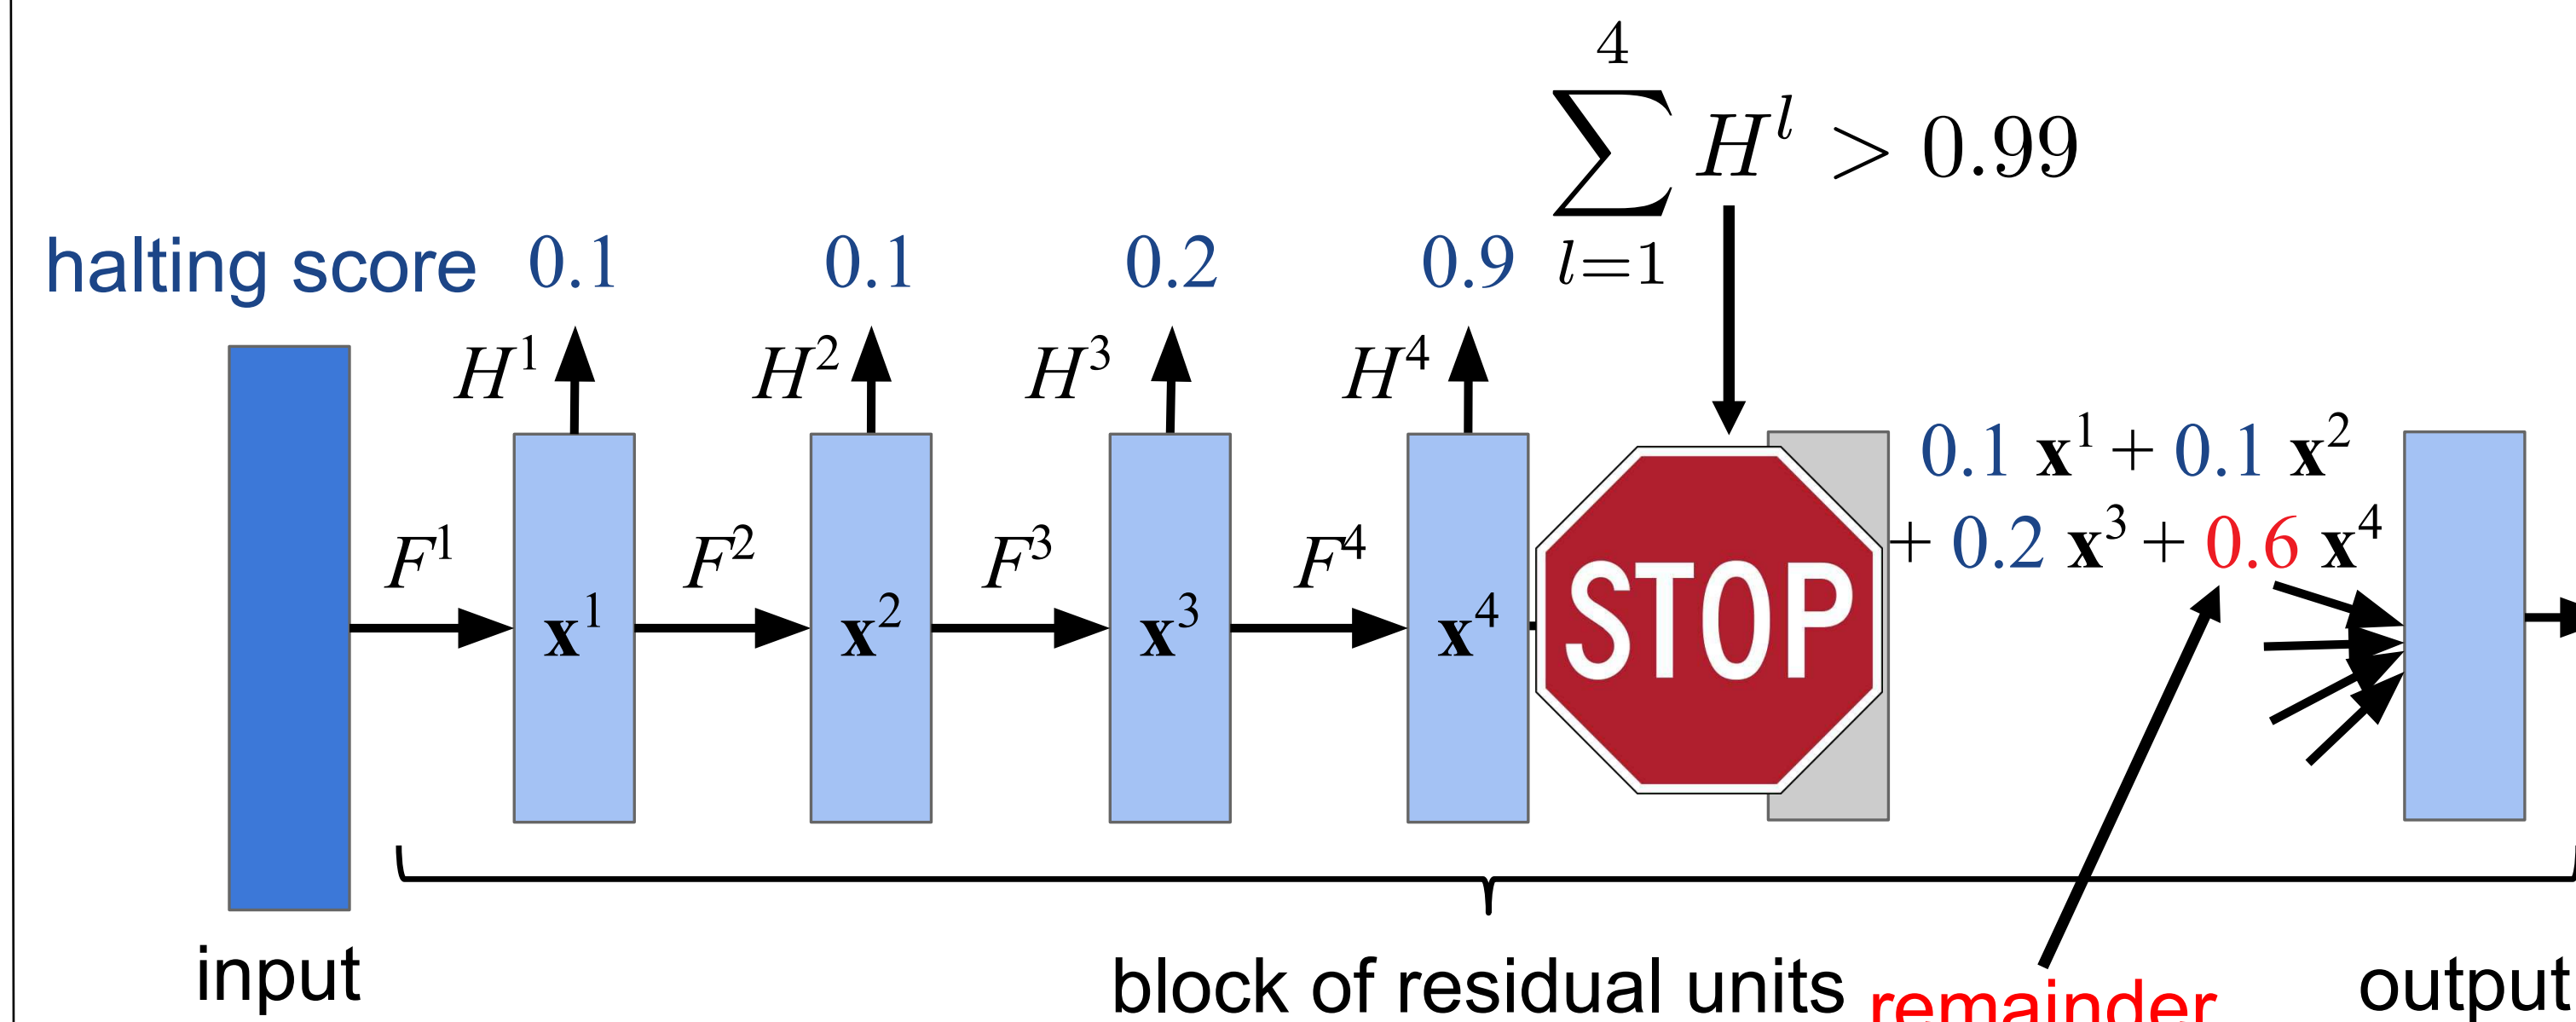 4
∑ H^l > 0.99
l=1
halting score 0.1 0.1 0.2 0.9
H^1 H^2 H^3 H^4
0.1 x^1 + 0.1 x^2
+ 0.2 x^3 + 0.6 x^4
F^1 F^2 F^3 F^4
x^1 x^2 x^3 x^4 STOP
input
block of residual units remainder output